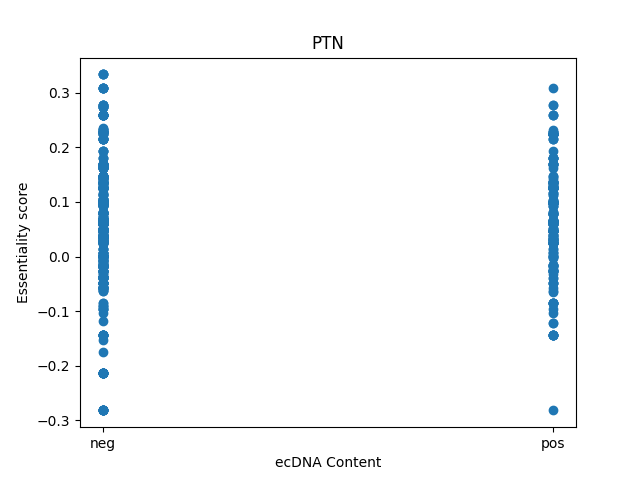 PTN
Essentiality score
0.3
0.2
0.1
0.0
−0.1
−0.2
−0.3
neg
pos
ecDNA Content